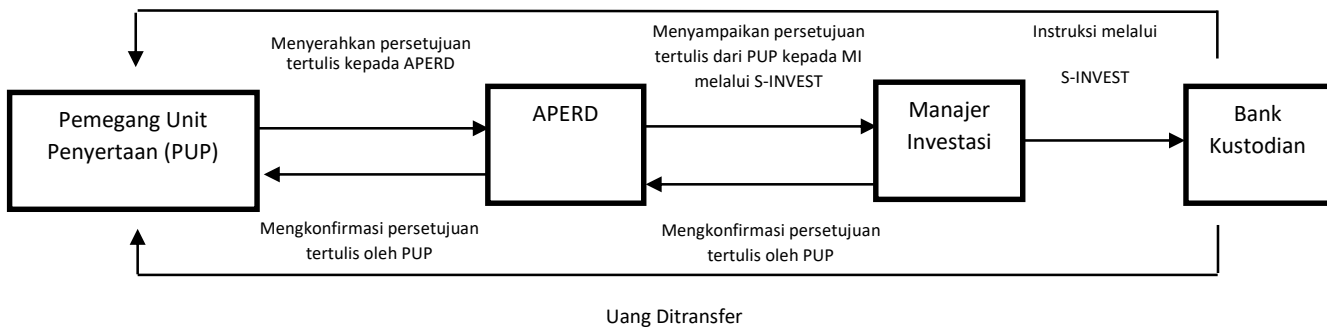 Menyerahkan persetujuan
tertulis kepada APERD
Menyampaikan persetujuan
tertulis dari PUP kepada MI
melalui S-INVEST
Instruksi melalui
S-INVEST
Pemegang Unit
Penyertaan (PUP)
APERD
Manajer
Investasi
Bank
Kustodian
Mengkonfirmasi persetujuan
tertulis oleh PUP
Mengkonfirmasi persetujuan
tertulis oleh PUP
Uang Ditransfer